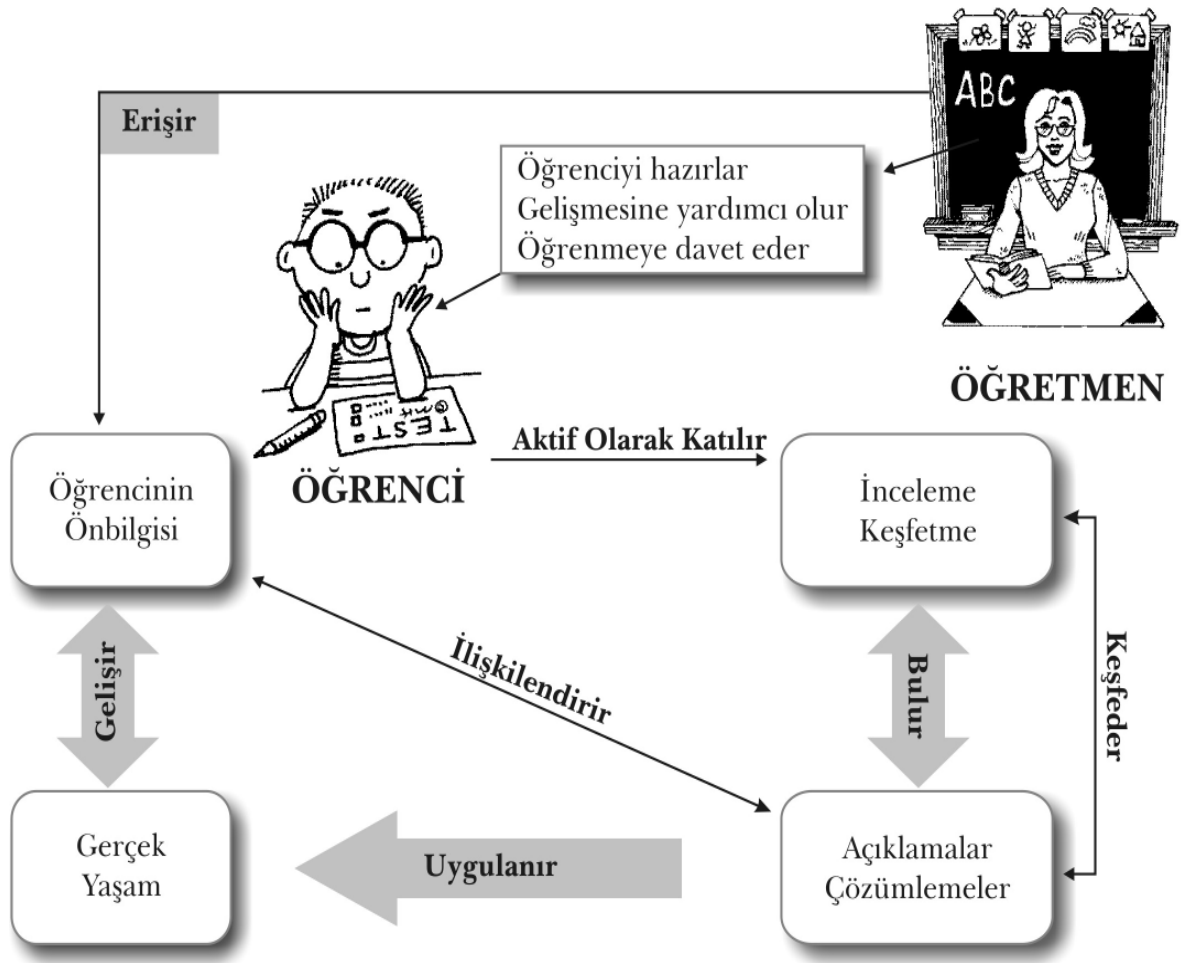 ABC
Erişir
Öğrenciyi hazırlar
Gelişmesine yardımcı olur
Öğrenmeye davet eder
ÖĞRETMEN
TEST
Aktif Olarak Katılır
ÖĞRENCİ
Öğrencinin
Önbilgisi
İnceleme
Keşfetme
Gelişir
İlişkilendirir
Bulur
Keşfeder
Gerçek
Yaşam
Uygulanır
Açıklamalar
Çözümlemeler